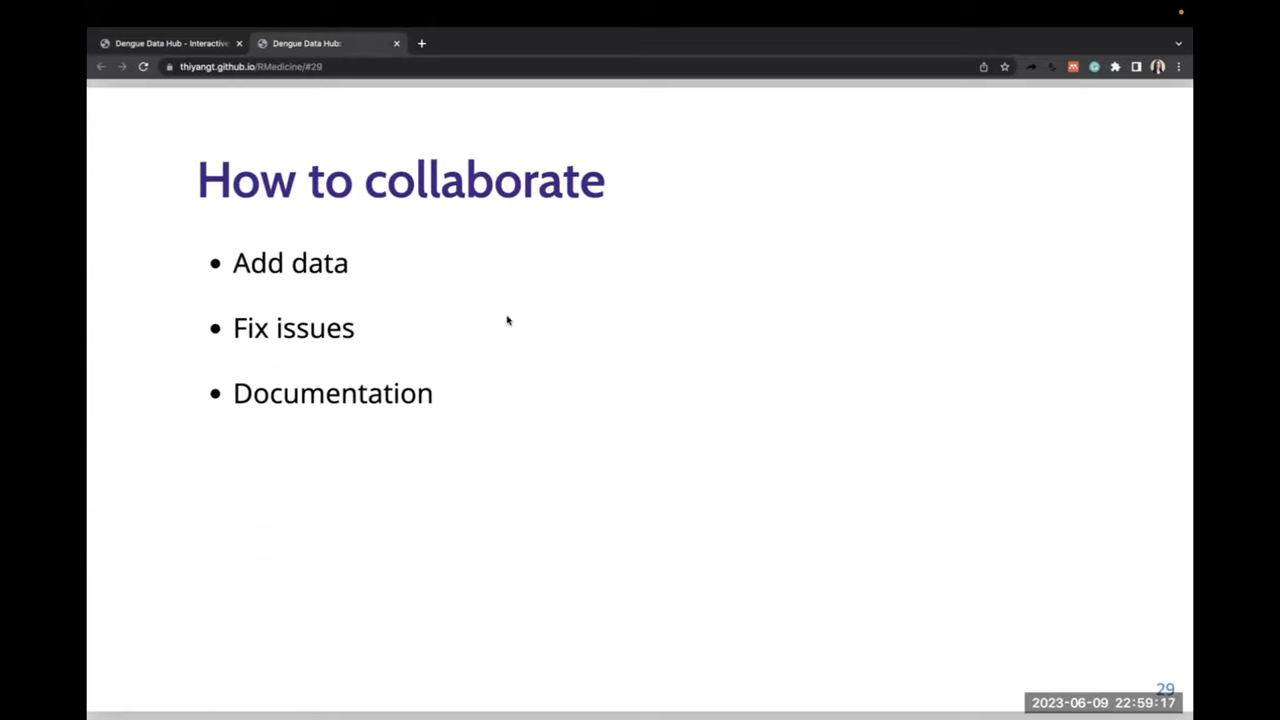 Dengue Data Hub - Interactive
Dengue Data Hub:
thiyangt.github.io/RMedicine/#29
How to collaborate
Add data
Fix issues
Documentation
29
2023-06-09 22:59:17